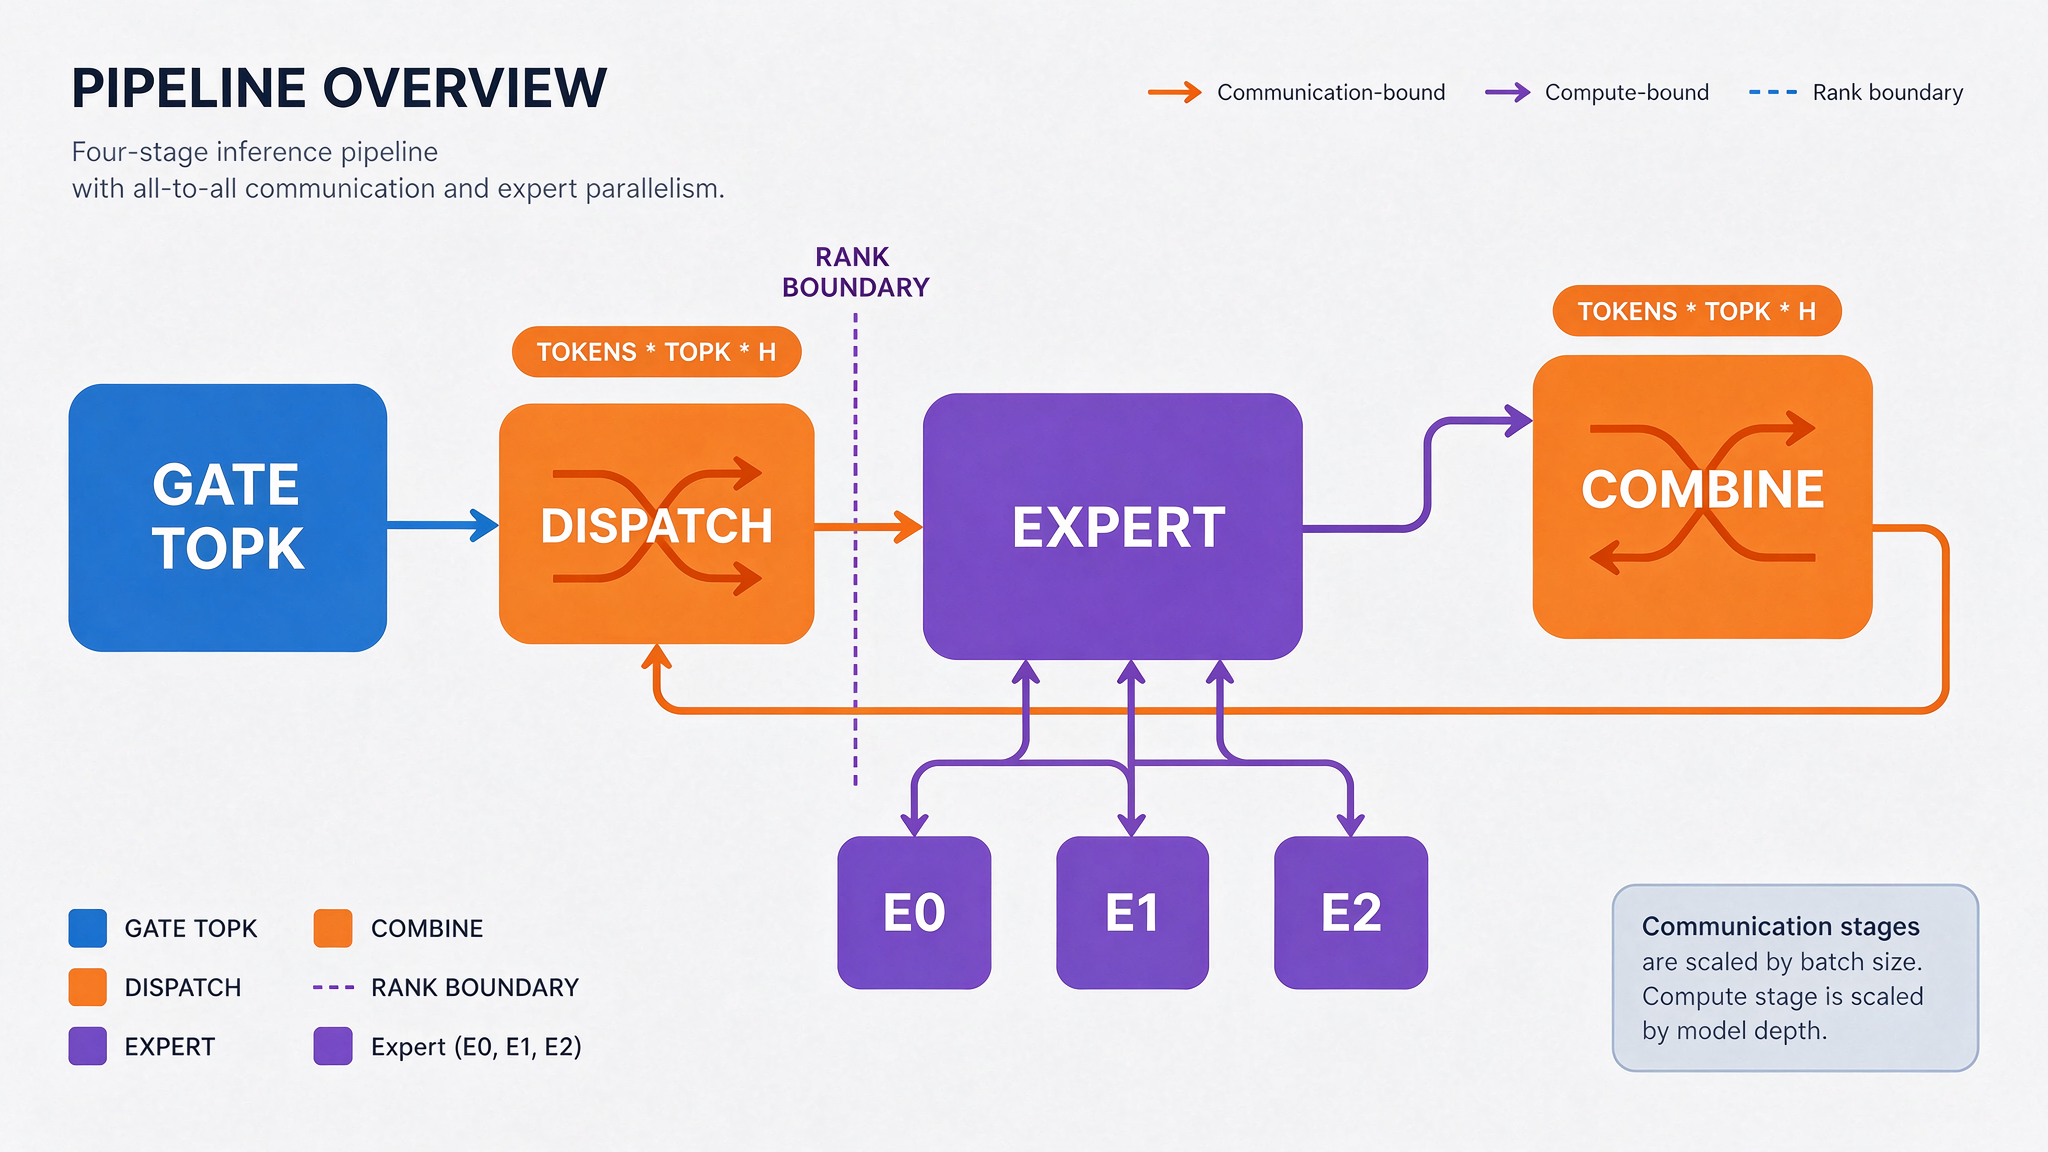 PIPELINE OVERVIEW
Four-stage inference pipeline
with all-to-all communication and expert parallelism.
Communication-bound
Compute-bound
Rank boundary
RANK
BOUNDARY
TOKENS * TOPK * H
TOKENS * TOPK * H
GATE
TOPK
DISPATCH
EXPERT
COMBINE
E0
E1
E2
GATE TOPK
COMBINE
DISPATCH
RANK BOUNDARY
EXPERT
Expert (E0, E1, E2)
Communication stages
are scaled by batch size.
Compute stage is scaled
by model depth.